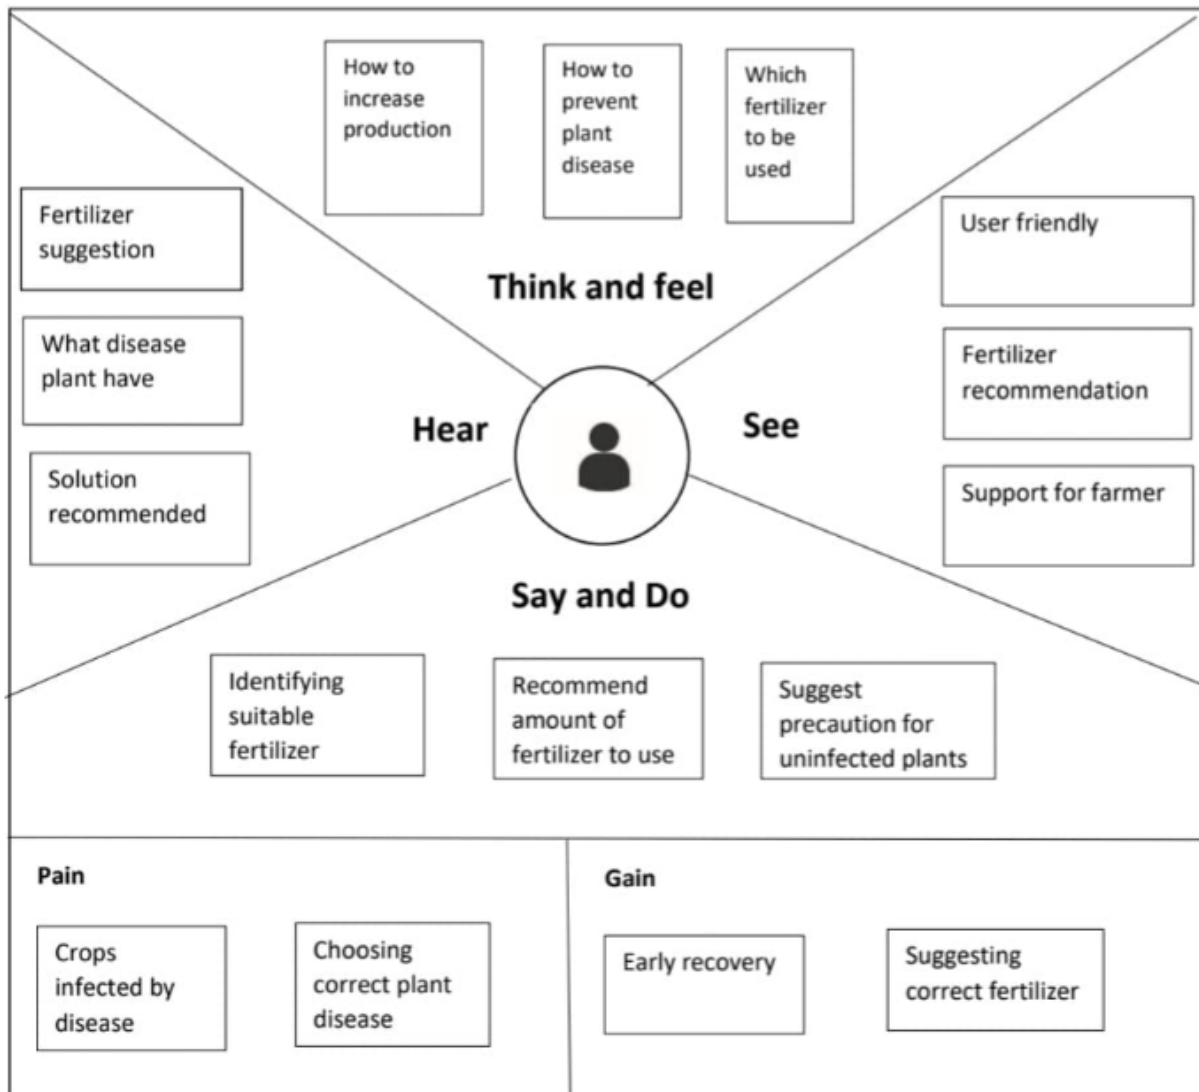 How to
increase
production
How to
prevent
plant
disease
Which
fertilizer
to be
used
Think and feel
Fertilizer
suggestion
What disease
plant have
Solution
recommended
Hear
See
User friendly
Fertilizer
recommendation
Support for farmer
Say and Do
Identifying
suitable
fertilizer
Recommend
amount of
fertilizer to use
Suggest
precaution for
uninfected plants
Pain
Crops
infected by
disease
Choosing
correct plant
disease
Gain
Early recovery
Suggesting
correct fertilizer